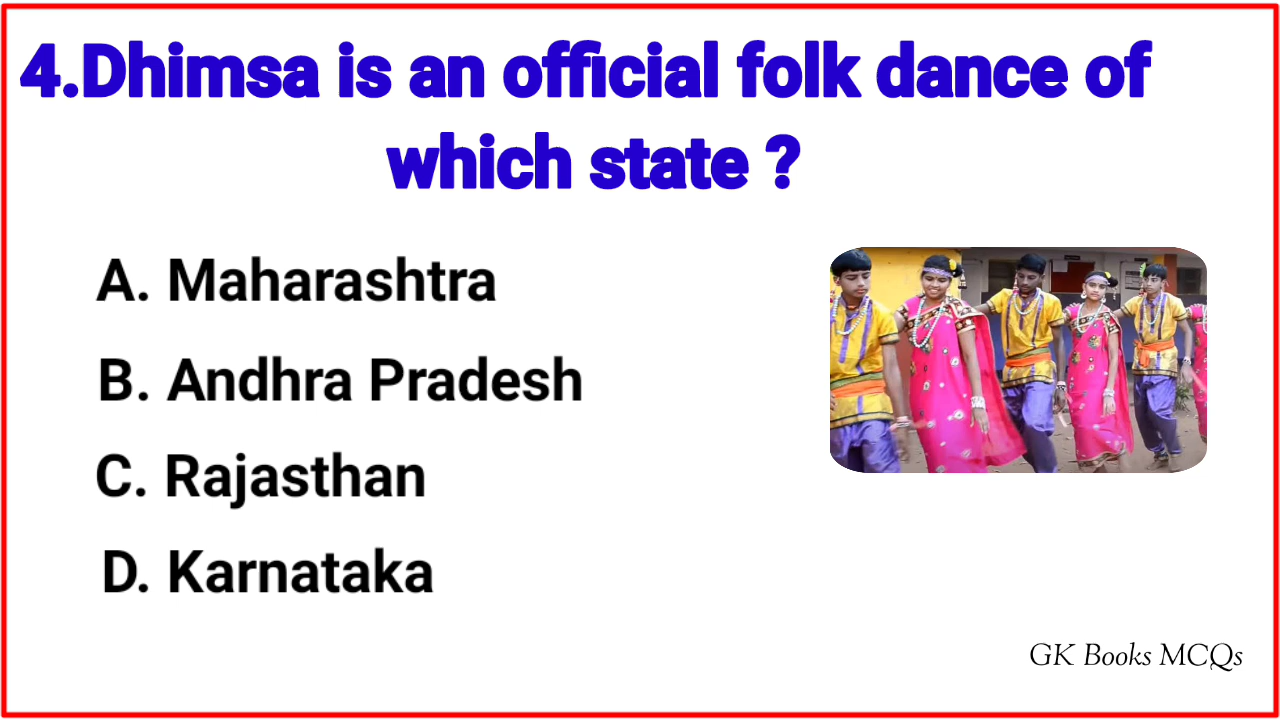 4.Dhimsa is an official folk dance of
which state ?
A. Maharashtra
B. Andhra Pradesh
C. Rajasthan
D. Karnataka
GK Books MCQs